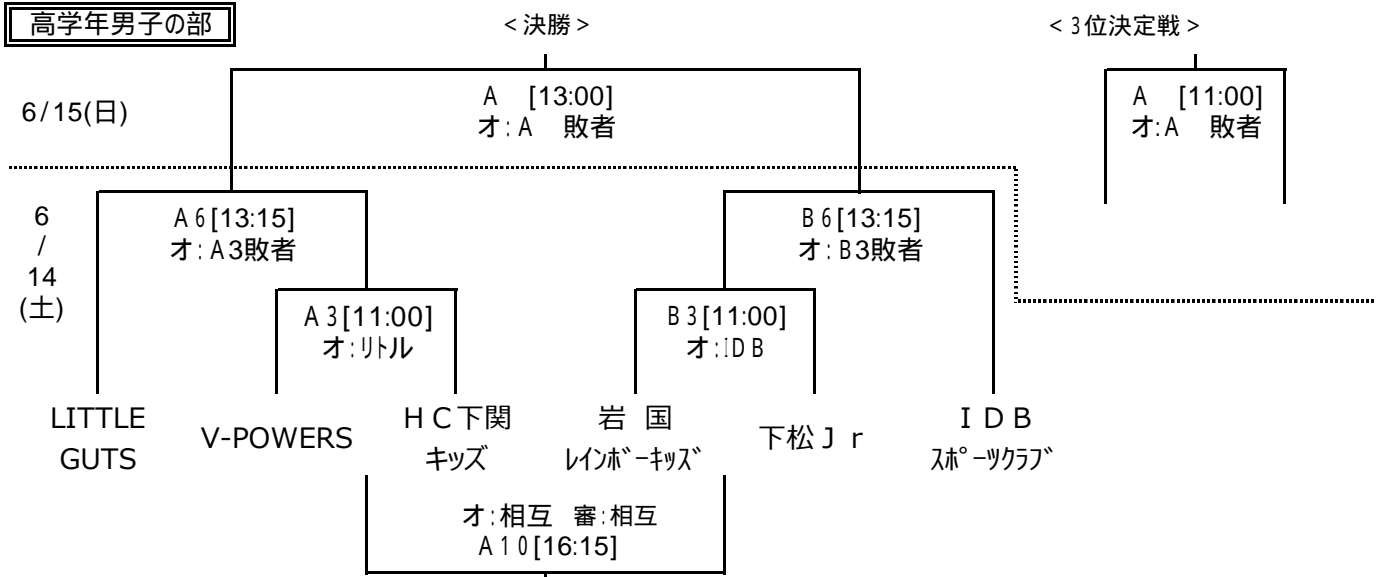 高学年男子の部
<決勝>
<3位決定戦>
6/15(日)
A [13:00]
オ:A 敗者
A [11:00]
オ:A 敗者
6
/
14
(土)
A6[13:15]
オ:A3敗者
B6[13:15]
オ:B3敗者
A3[11:00]
オ:リトル
B3[11:00]
オ:IDB
LITTLE
GUTS
V-POWERS
HC下関
キッズ
岩 国
レインボーキッズ
下松Jr
IDB
スポーツクラブ
オ:相互 審:相互
A10[16:15]